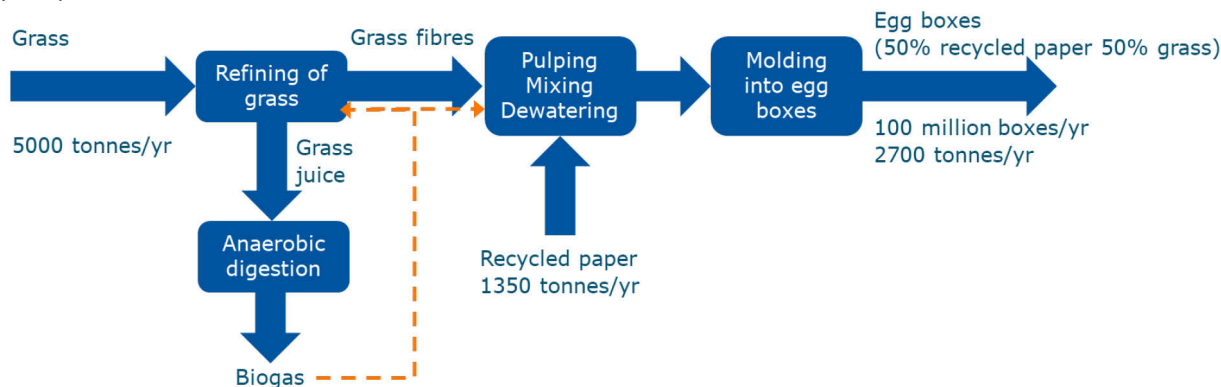 Grass
5000 tonnes/yr
Refining of
grass
Grass fibres
Grass
juice
Anaerobic
digestion
Biogas
Pulping
Mixing
Dewatering
Recycled paper
1350 tonnes/yr
Molding
into egg
boxes
Egg boxes
(50% recycled paper 50% grass)
100 million boxes/yr
2700 tonnes/yr